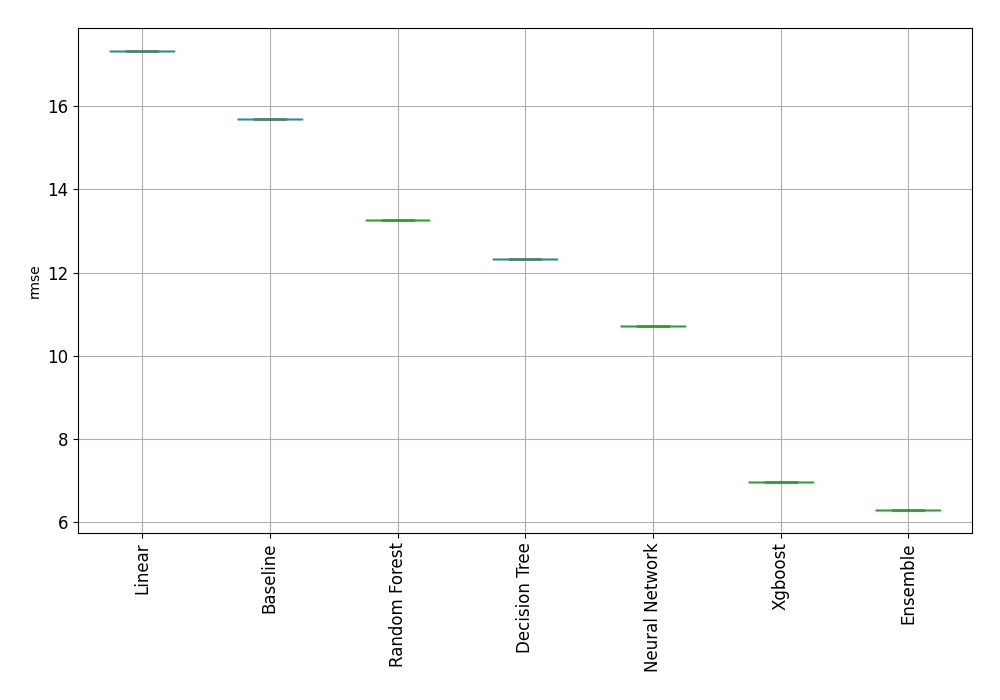 rmse
16
14
12
10
8
6
Linear
Baseline
Random Forest
Decision Tree
Neural Network
Xgboost
Ensemble